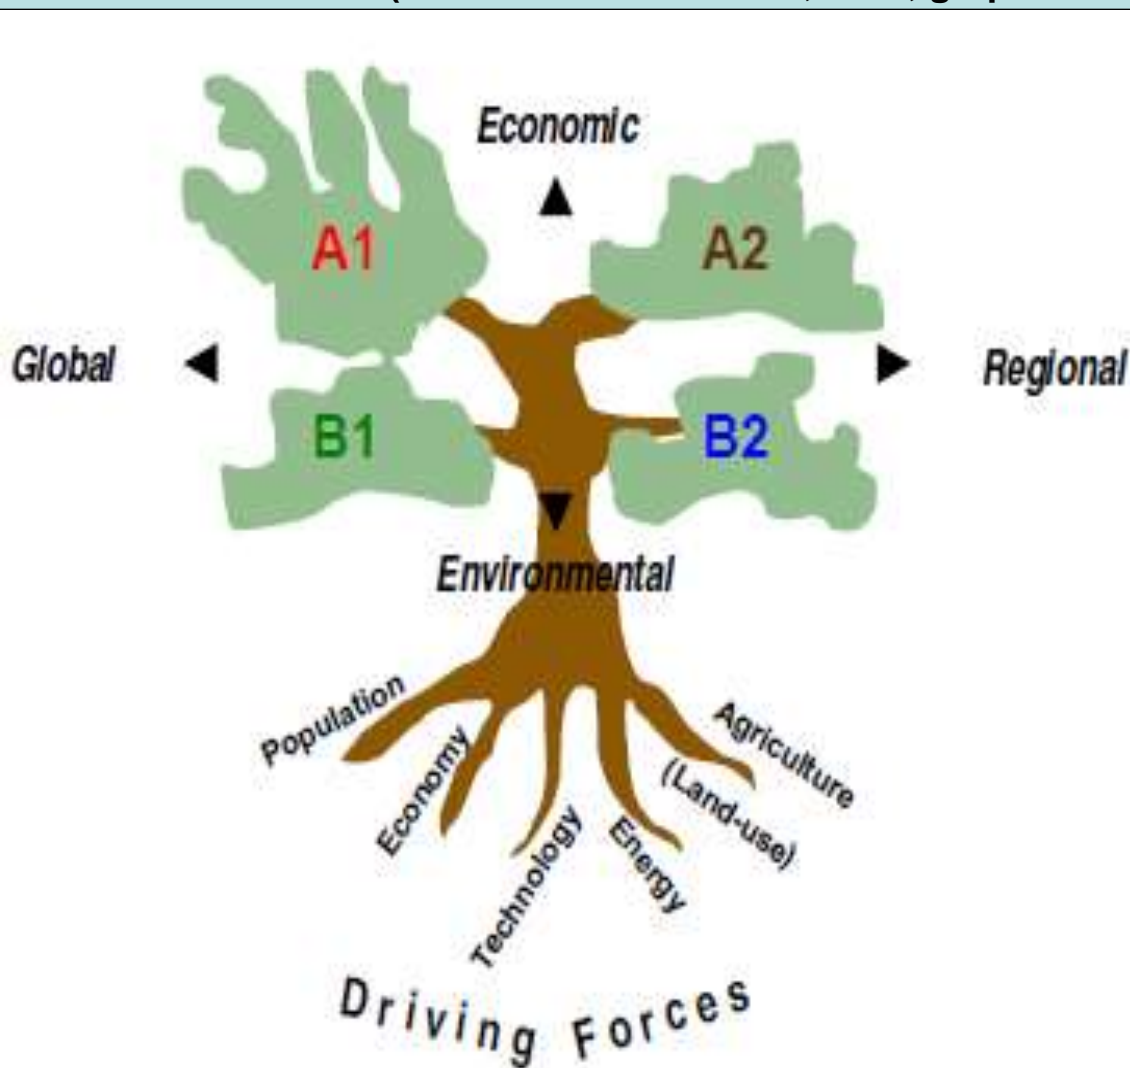 Economic
A1
A2
Global
Regional
B1
B2
Environmental
Population
Economy
Technology
Energy
Agriculture
(Land-use)
Driving Forces